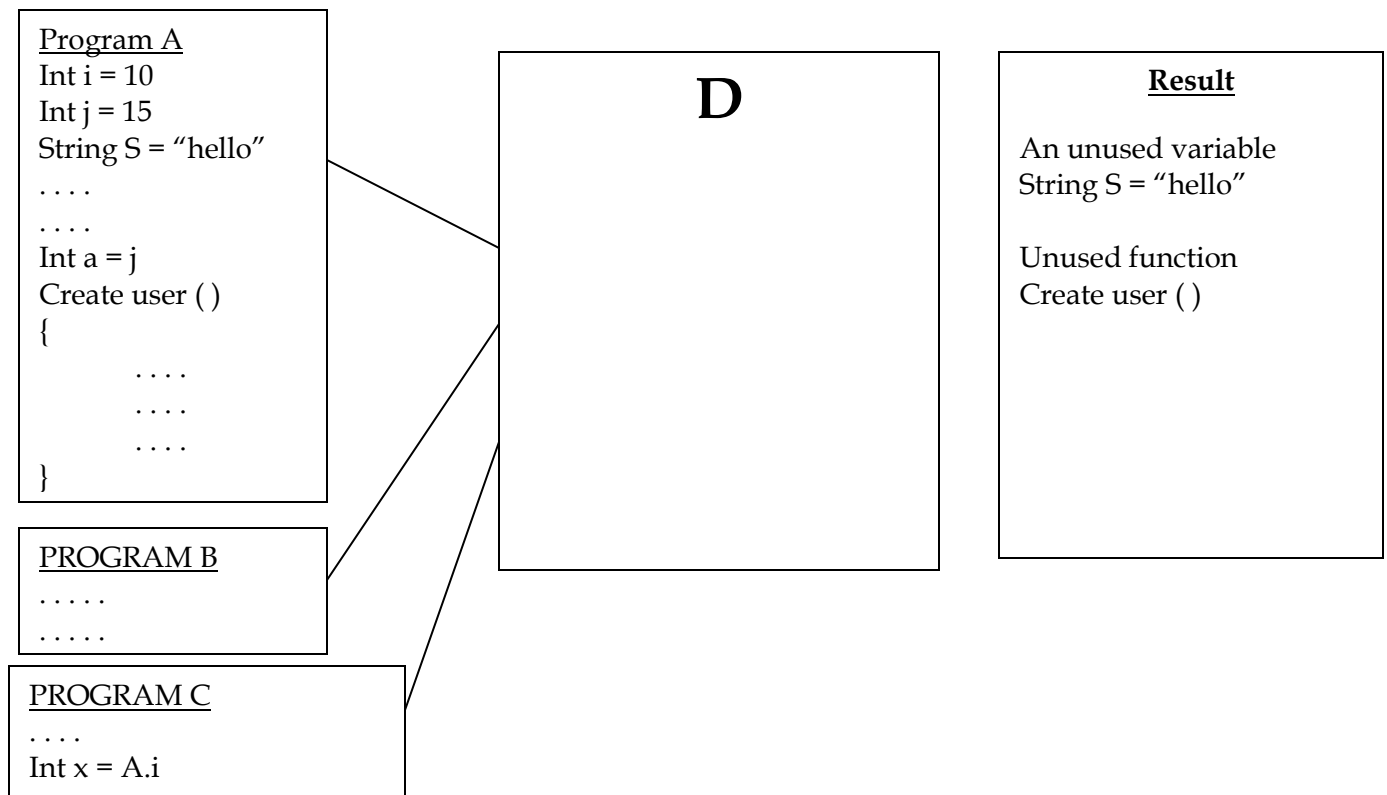 Program A
Int i = 10
Int j = 15
String S = “hello”
. . . .
. . . .
Int a = j
Create user ( )
{
. . . .
. . . .
. . . .
}
PROGRAM B
. . . . .
. . . . .
PROGRAM C
. . . .
Int x = A.i
D
Result
An unused variable
String S = “hello”
Unused function
Create user ( )